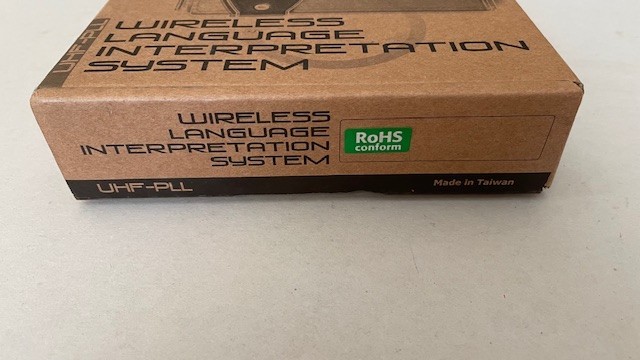 UHF-PLL
WIRELESS
LANGUAGE
INTERPRETATION
SYSTEM
WIRELESS
LANGUAGE
INTERPRETATION
SYSTEM
RoHS
conform
UHF-PLL
Made in Taiwan